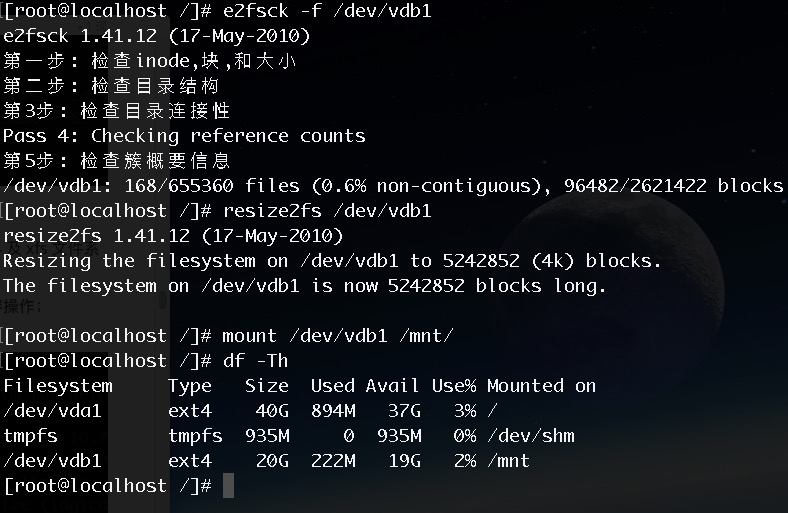 [root@localhost /]# e2fsck -f /dev/vdb1
e2fsck 1.41.12 (17-May-2010)
第一步: 检查inode,块,和大小
第二步: 检查目录结构
第3步: 检查目录连接性
Pass 4: Checking reference counts
第5步: 检查簇概要信息
/dev/vdb1: 168/655360 files (0.6% non-contiguous), 96482/2621422 blocks
[root@localhost /]# resize2fs /dev/vdb1
resize2fs 1.41.12 (17-May-2010)
Resizing the filesystem on /dev/vdb1 to 5242852 (4k) blocks.
The filesystem on /dev/vdb1 is now 5242852 blocks long.
[root@localhost /]# mount /dev/vdb1 /mnt/
[root@localhost /]# df -Th
Filesystem Type Size Used Avail Use% Mounted on
/dev/vda1 ext4 40G 894M 37G 3% /
tmpfs tmpfs 935M 0 935M 0% /dev/shm
/dev/vdb1 ext4 20G 222M 19G 2% /mnt
[root@localhost /]#